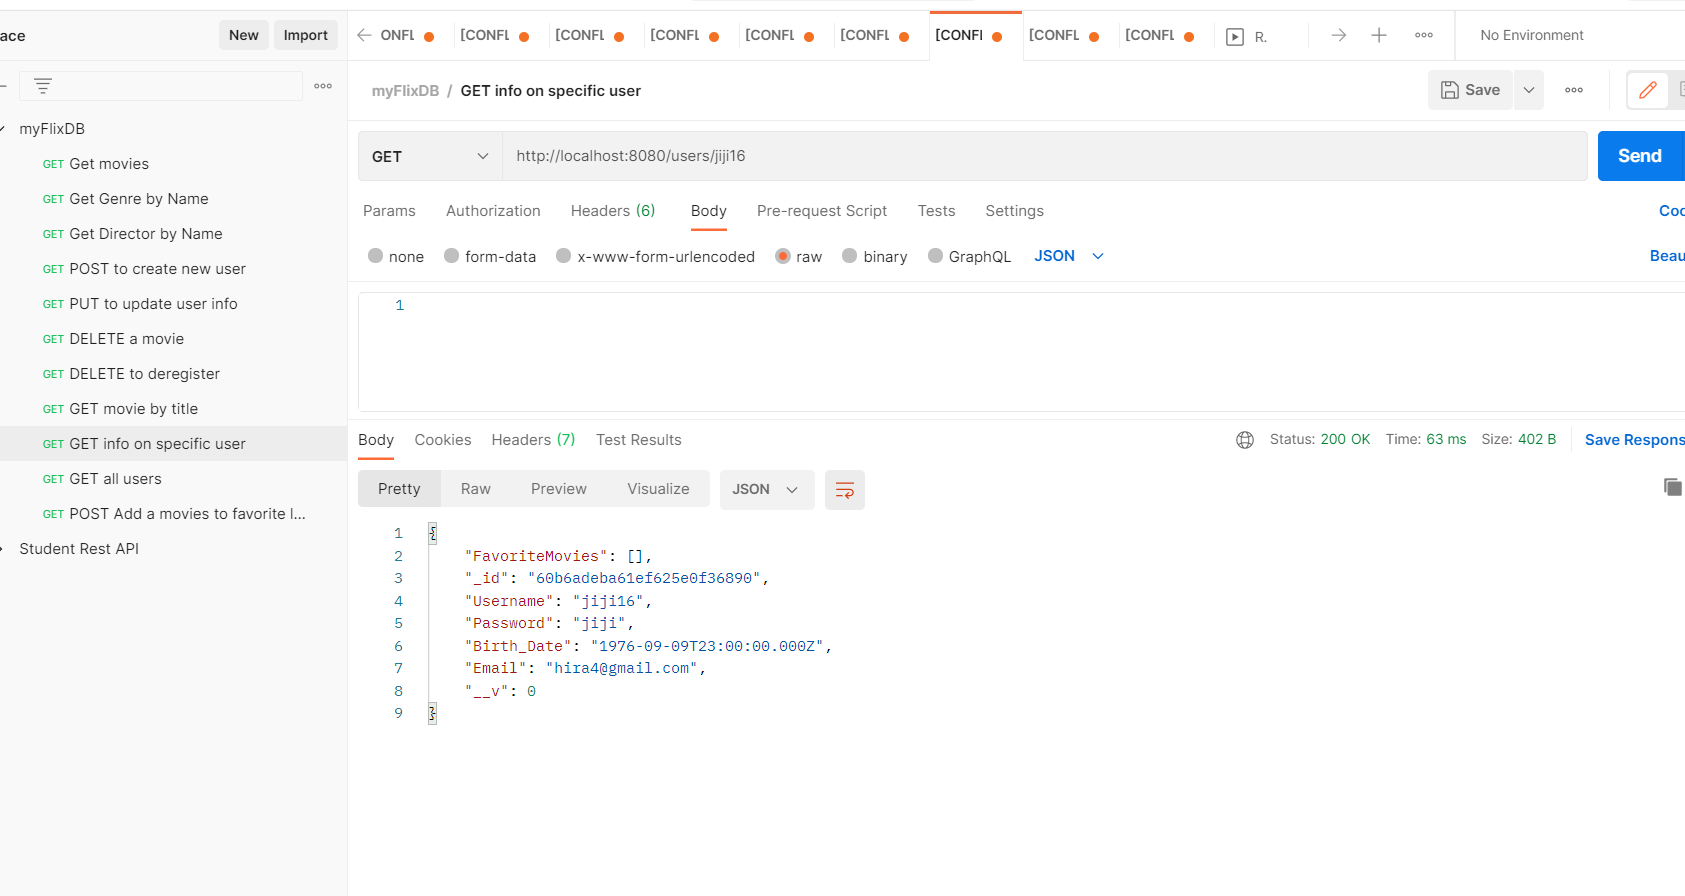 ace
New
Import
ONFL
[CONFL
[CONFL
[CONFL
[CONFL
[CONFL
[CONFI
[CONFL
[CONFL
R.
No Environment
myFlixDB / GET info on specific user
Save
GET
http://localhost:8080/users/jiji16
Send
Params
Authorization
Headers (6)
Body
Pre-request Script
Tests
Settings
Coo
none
form-data
x-www-form-urlencoded
raw
binary
GraphQL
JSON
Beau
1
myFlixDB
GET Get movies
GET Get Genre by Name
GET Get Director by Name
GET POST to create new user
GET PUT to update user info
GET DELETE a movie
GET DELETE to deregister
GET GET movie by title
GET GET info on specific user
GET GET all users
GET POST Add a movies to favorite l...
Student Rest API
Body
Cookies
Headers (7)
Test Results
Status: 200 OK
Time: 63 ms
Size: 402 B
Save Respons
Pretty
Raw
Preview
Visualize
JSON
1 {
2 "FavoriteMovies": [],
3 "_id": "60b6adeba61ef625e0f36890",
4 "Username": "jiji16",
5 "Password": "jiji",
6 "Birth_Date": "1976-09-09T23:00:00.000Z",
7 "Email": "hira4@gmail.com",
8 "__v": 0
9 }